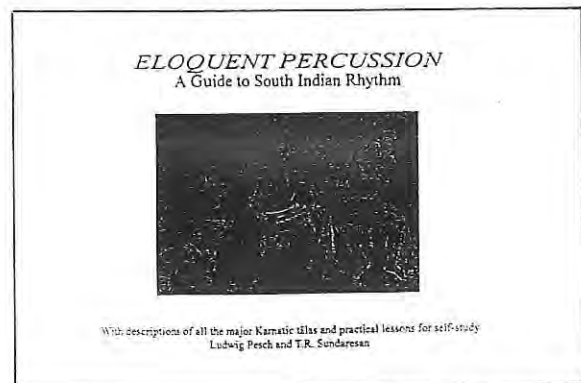 ELOQUENT PERCUSSION
A Guide to South Indian Rhythm
With descriptions of all the major Karnatic tālas and practical lessons for self-study
Ludwig Pesch and T.R. Sundaresan